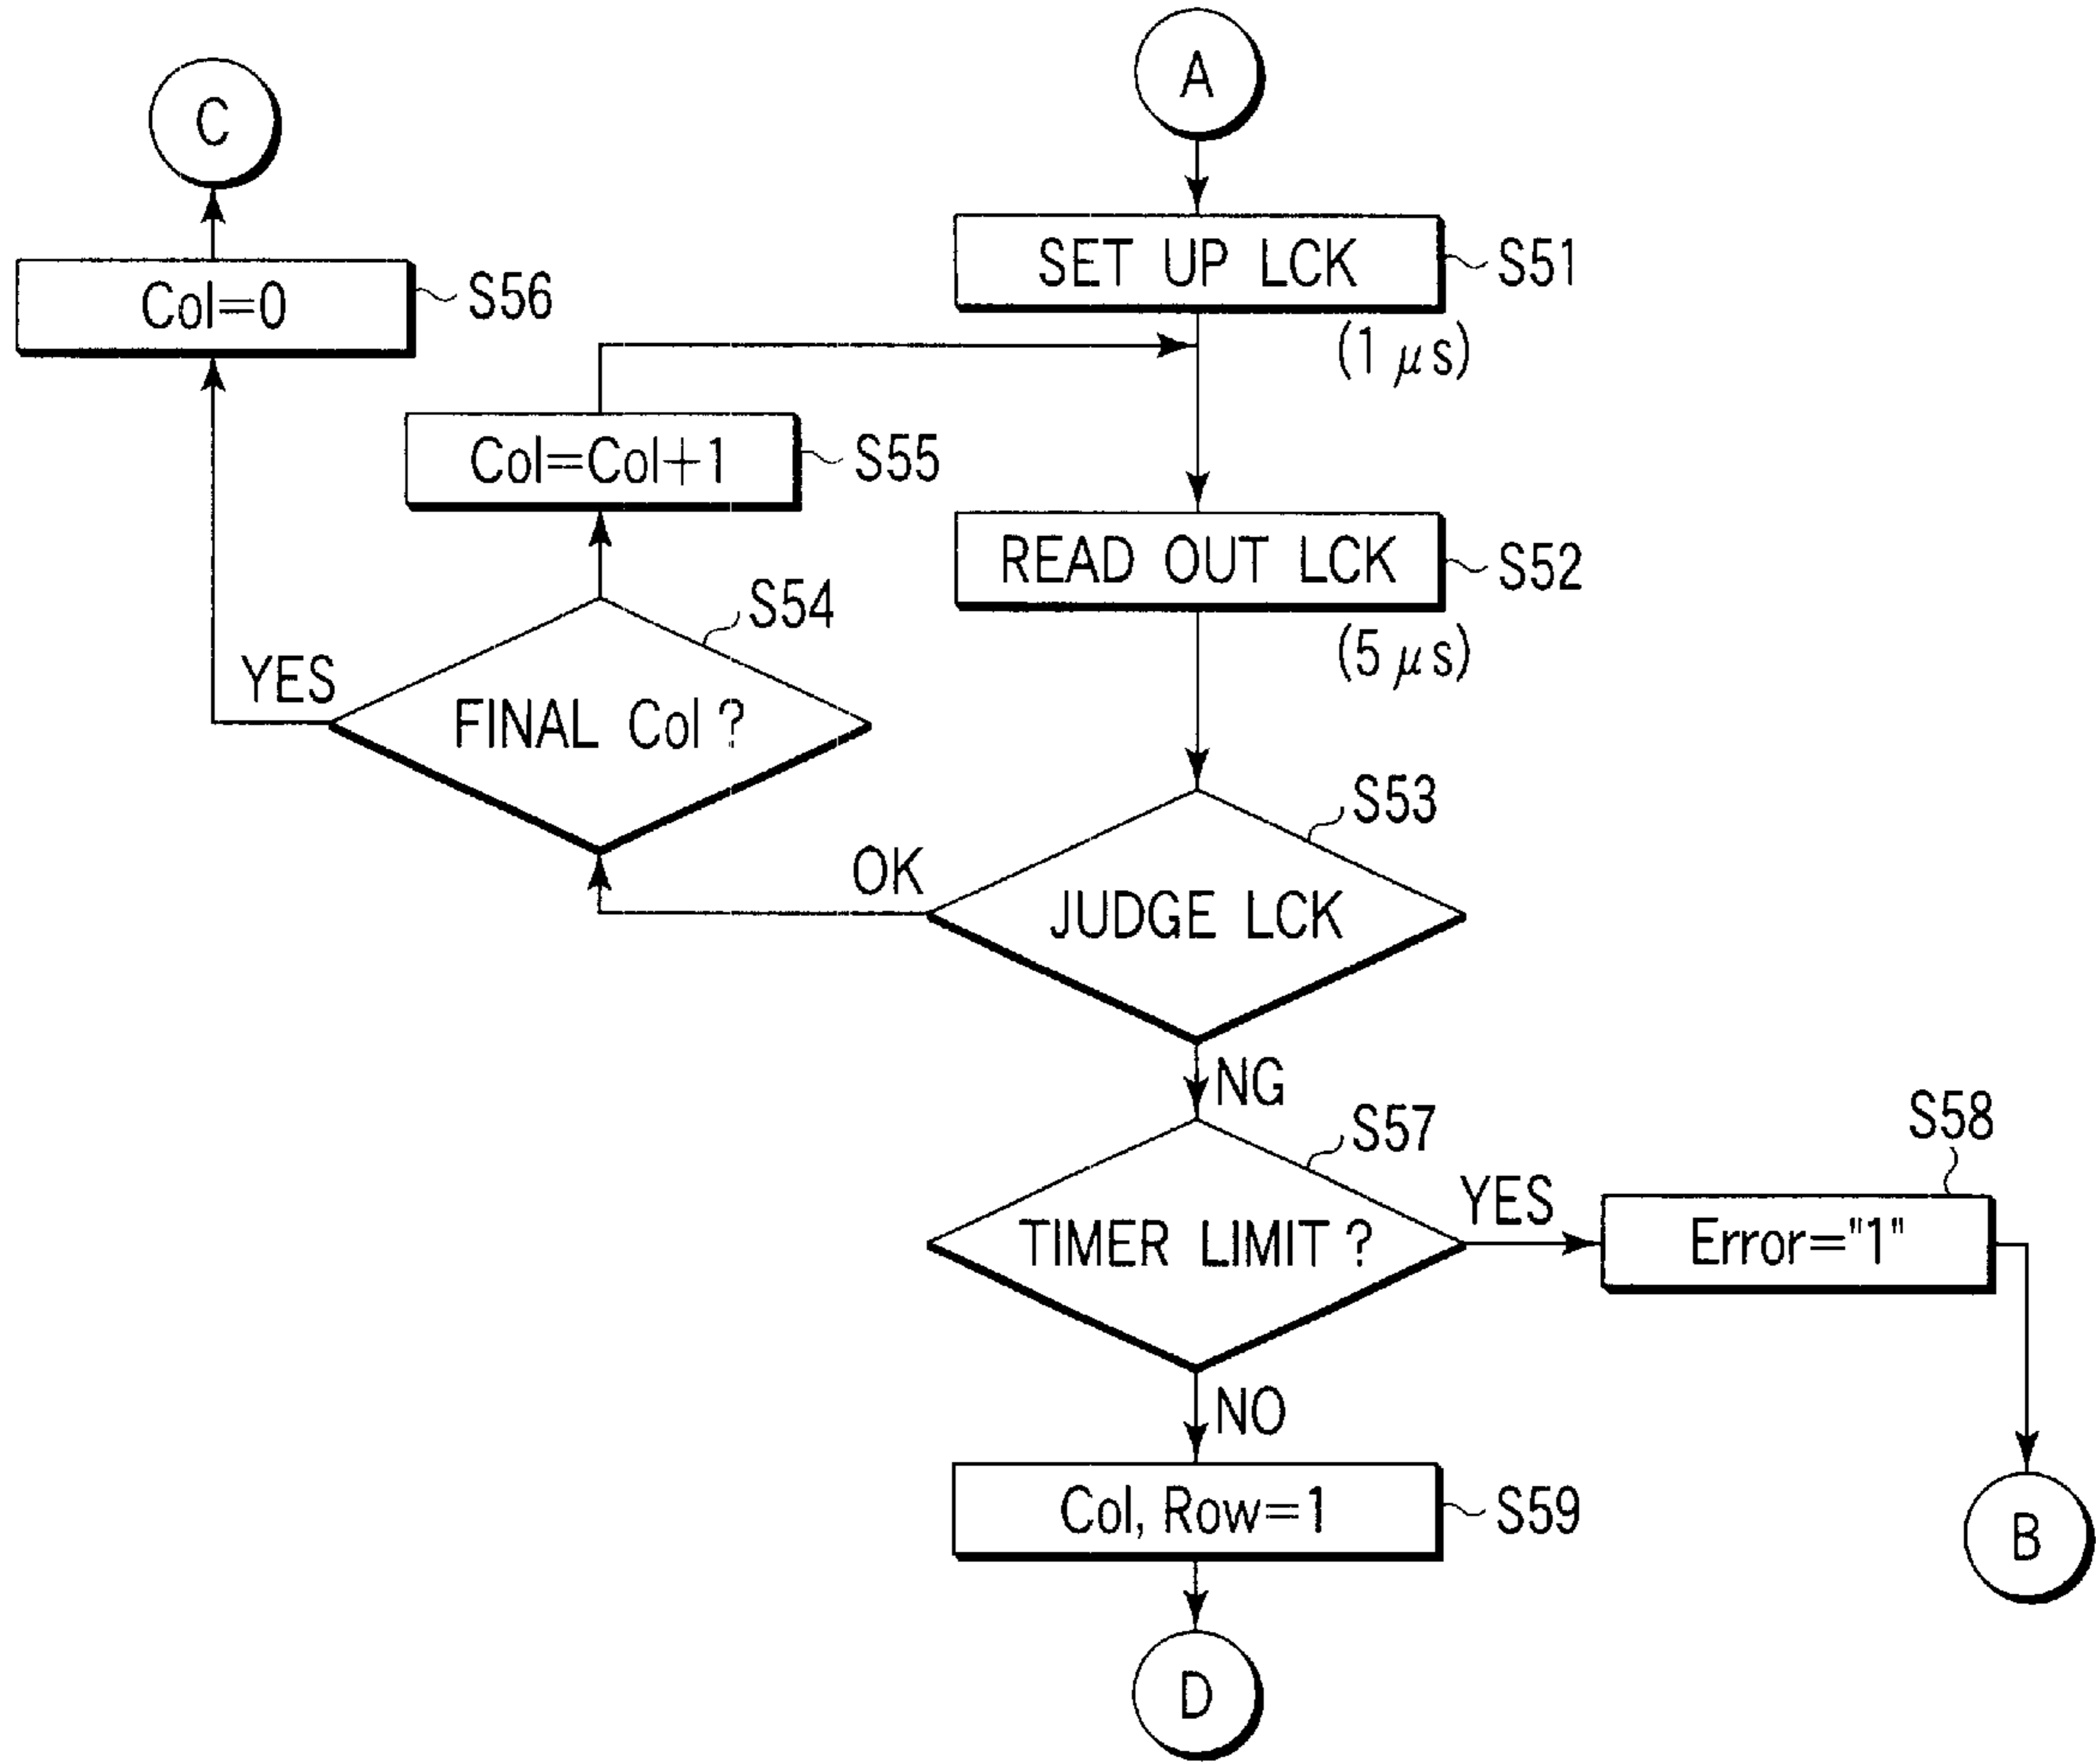 A
C
SET UP LCK
S51
Col=0
S56
(1 μs)
Col=Col+1
S55
READ OUT LCK
S52
S54
(5 μs)
YES
FINAL Col?
S53
OK
JUDGE LCK
NG
S57
S58
YES
TIMER LIMIT?
Error="1"
NO
Col, Row=1
S59
B
D